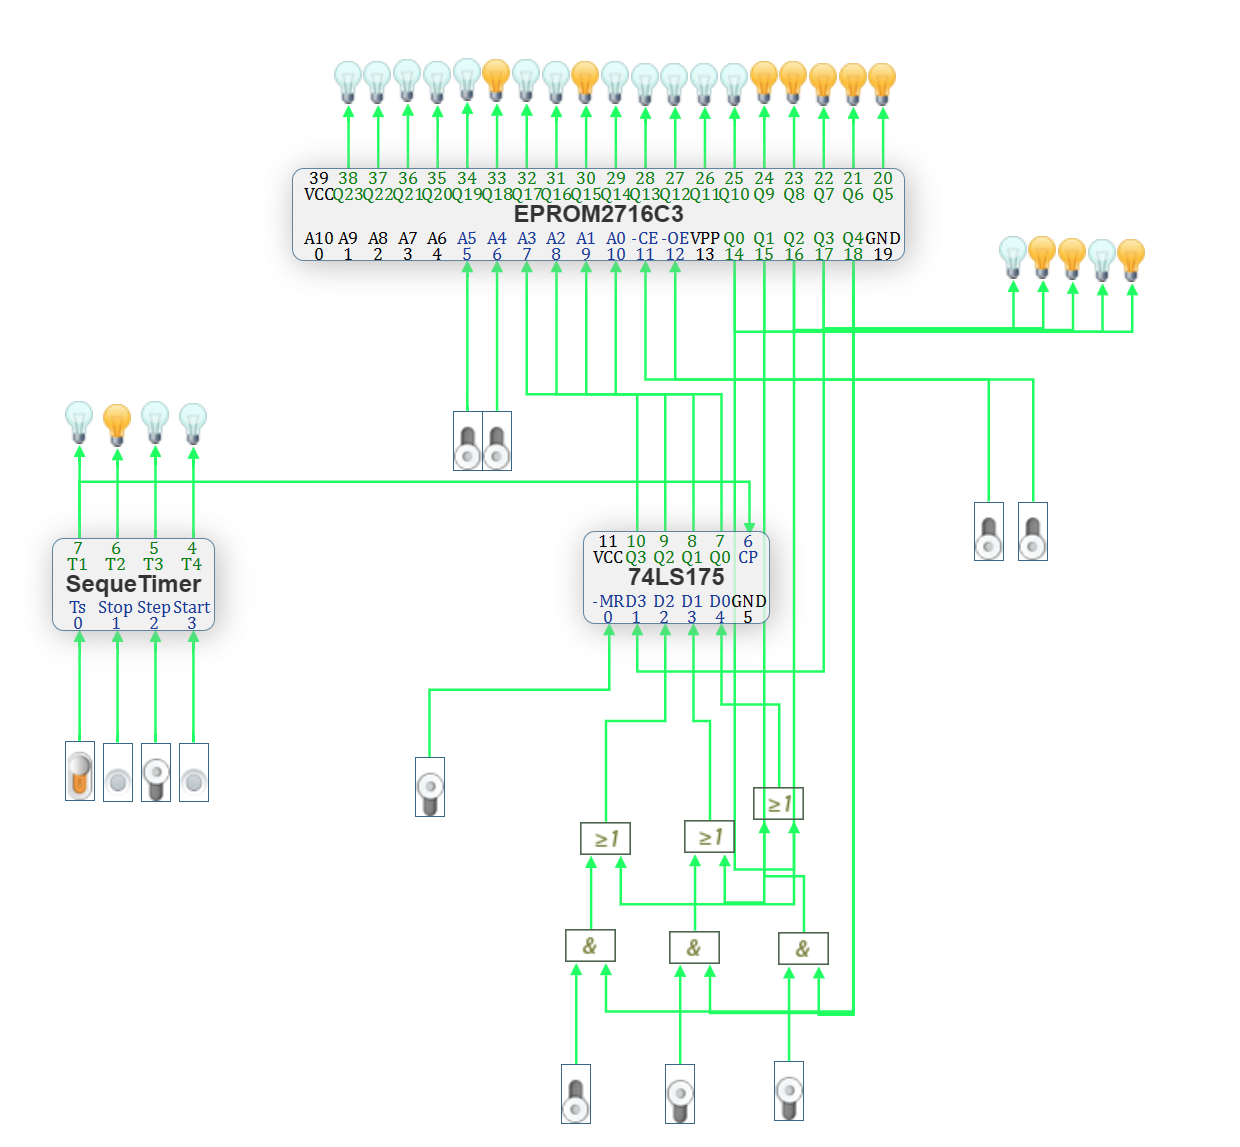 39 38 37 36 35 34 33 32 31 30 29 28 27 26 25 24 23 22 21 20
VCC Q23 Q22 Q21 Q20 Q19 Q18 Q17 Q16 Q15 Q14 Q13 Q12 Q11 Q10 Q9 Q8 Q7 Q6 Q5
EPROM2716C3
A10 A9 A8 A7 A6 A5 A4 A3 A2 A1 A0 -CE -OE VPP Q0 Q1 Q2 Q3 Q4 GND
0 1 2 3 4 5 6 7 8 9 10 11 12 13 14 15 16 17 18 19
7 6 5 4
T1 T2 T3 T4
SequeTimer
Ts Stop Step Start
0 1 2 3
11 10 9 8 7 6
VCC Q3 Q2 Q1 Q0 CP
74LS175
-MR D3 D2 D1 D0 GND
0 1 2 3 4 5
≥1
≥1
≥1
&
&
&